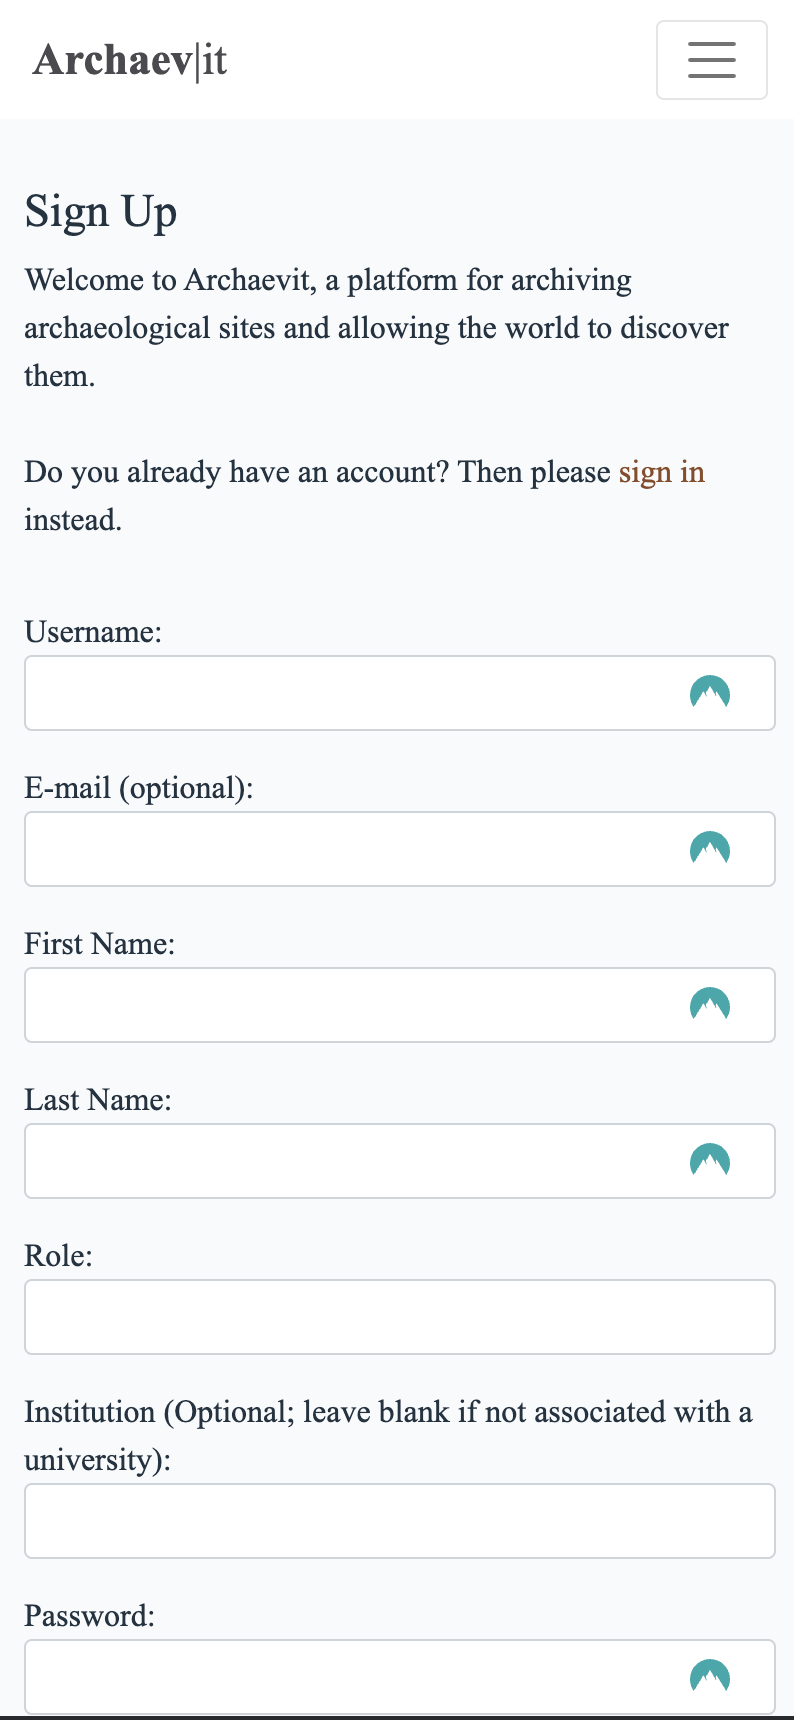 Archaev|it
Sign Up
Welcome to Archaevit, a platform for archiving
archaeological sites and allowing the world to discover
them.
Do you already have an account? Then please sign in
instead.
Username:
E-mail (optional):
First Name:
Last Name:
Role:
Institution (Optional; leave blank if not associated with a
university):
Password: